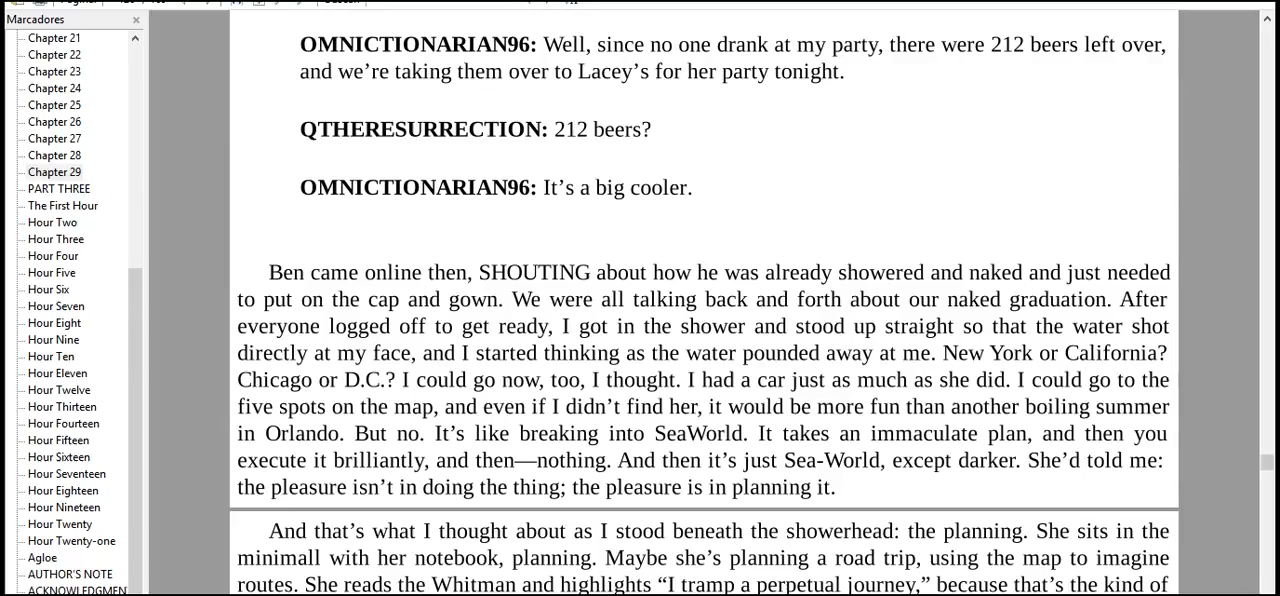 Marcadores
Chapter 21
Chapter 22
Chapter 23
Chapter 24
Chapter 25
Chapter 26
Chapter 27
Chapter 28
Chapter 29
PART THREE
The First Hour
Hour Two
Hour Three
Hour Four
Hour Five
Hour Six
Hour Seven
Hour Eight
Hour Nine
Hour Ten
Hour Eleven
Hour Twelve
Hour Thirteen
Hour Fourteen
Hour Fifteen
Hour Sixteen
Hour Seventeen
Hour Eighteen
Hour Nineteen
Hour Twenty
Hour Twenty-one
Agloe
AUTHOR'S NOTE
ACKNOWLEDGMEN
OMNICTIONARIAN96: Well, since no one drank at my party, there were 212 beers left over,
and we’re taking them over to Lacey’s for her party tonight.
QTHERESURRECTION: 212 beers?
OMNICTIONARIAN96: It’s a big cooler.
Ben came online then, SHOUTING about how he was already showered and naked and just needed
to put on the cap and gown. We were all talking back and forth about our naked graduation. After
everyone logged off to get ready, I got in the shower and stood up straight so that the water shot
directly at my face, and I started thinking as the water pounded away at me. New York or California?
Chicago or D.C.? I could go now, too, I thought. I had a car just as much as she did. I could go to the
five spots on the map, and even if I didn’t find her, it would be more fun than another boiling summer
in Orlando. But no. It’s like breaking into SeaWorld. It takes an immaculate plan, and then you
execute it brilliantly, and then—nothing. And then it’s just Sea-World, except darker. She’d told me:
the pleasure isn’t in doing the thing; the pleasure is in planning it.
And that’s what I thought about as I stood beneath the showerhead: the planning. She sits in the
minimall with her notebook, planning. Maybe she’s planning a road trip, using the map to imagine
routes. She reads the Whitman and highlights “I tramp a perpetual journey,” because that’s the kind of